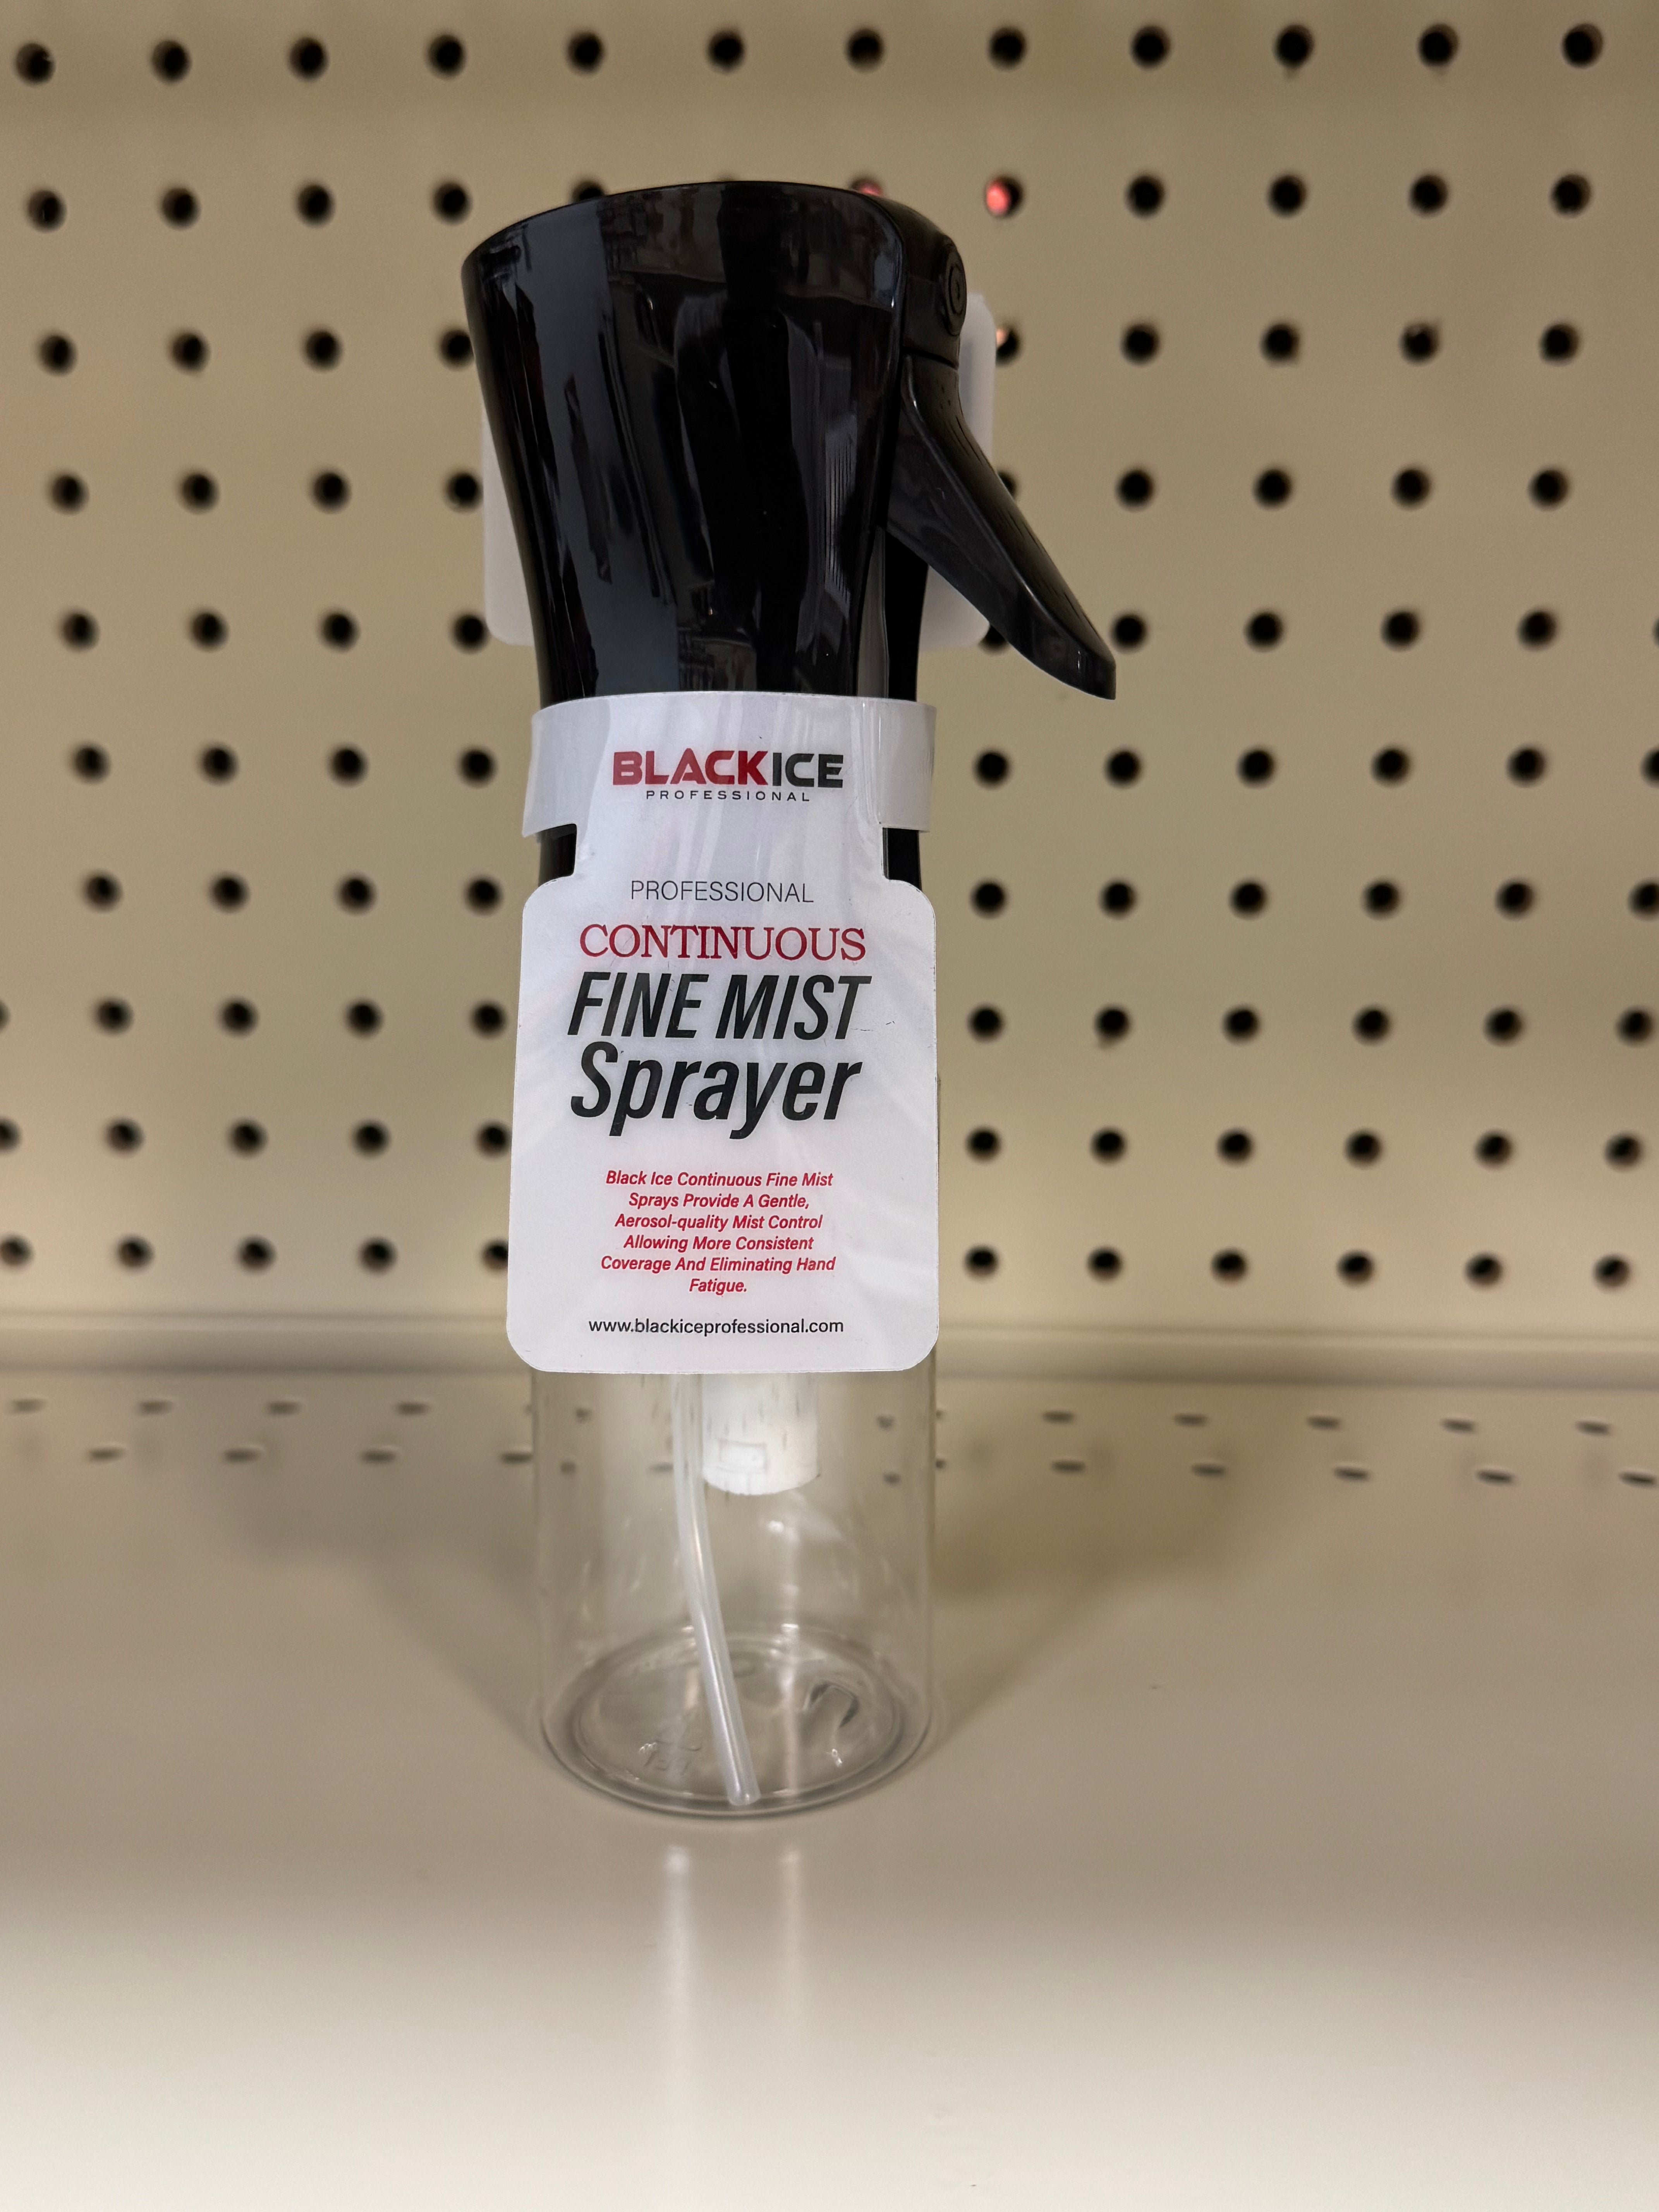 BLACKICE
PROFESSIONAL
PROFESSIONAL
CONTINUOUS
FINE MIST
Sprayer
Black Ice Continuous Fine Mist
Sprays Provide A Gentle,
Aerosol-quality Mist Control
Allowing More Consistent
Coverage And Eliminating Hand
Fatigue.
www.blackiceprofessional.com